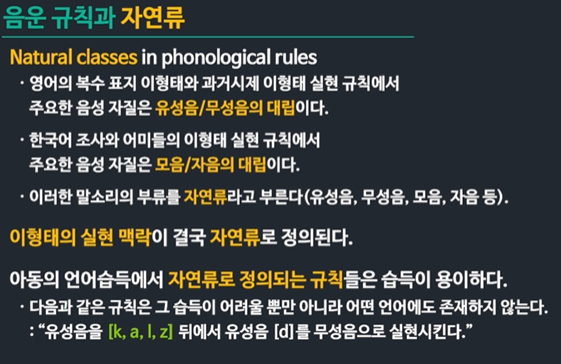 음운 규칙과 자연류
Natural classes in phonological rules
· 영어의 복수 표지 이형태와 과거시제 이형태 실현 규칙에서
주요한 음성 자질은 유성음/무성음의 대립이다.
· 한국어 조사와 어미들의 이형태 실현 규칙에서
주요한 음성 자질은 모음/자음의 대립이다.
· 이러한 말소리의 부류를 자연류라고 부른다(유성음, 무성음, 모음, 자음 등).
이형태의 실현 맥락이 결국 자연류로 정의된다.
아동의 언어습득에서 자연류로 정의되는 규칙들은 습득이 용이하다.
· 다음과 같은 규칙은 그 습득이 어려울 뿐만 아니라 어떤 언어에도 존재하지 않는다.
: “유성음을 [k, a, l, z] 뒤에서 유성음 [d]를 무성음으로 실현시킨다.”